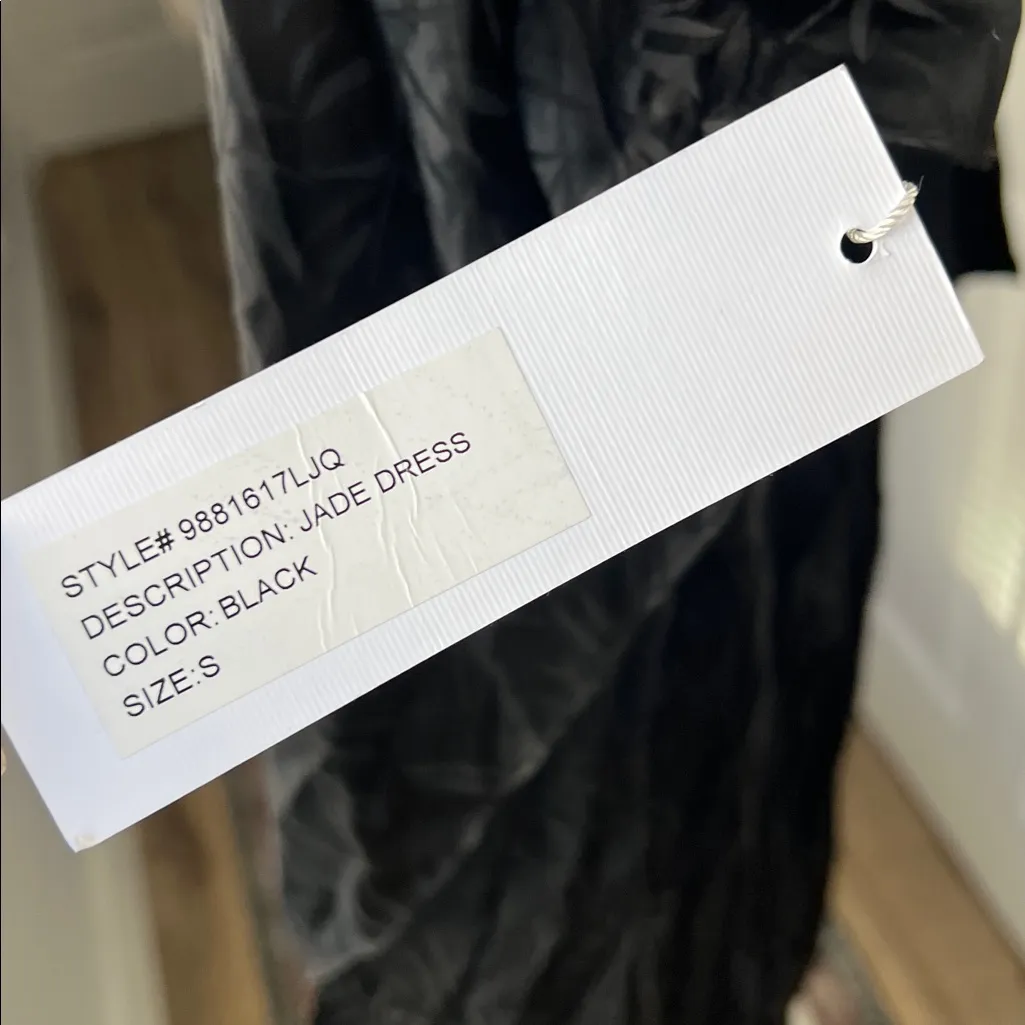 STYLE# 9881617LJQ
DESCRIPTION: JADE DRESS
COLOR: BLACK
SIZE:S